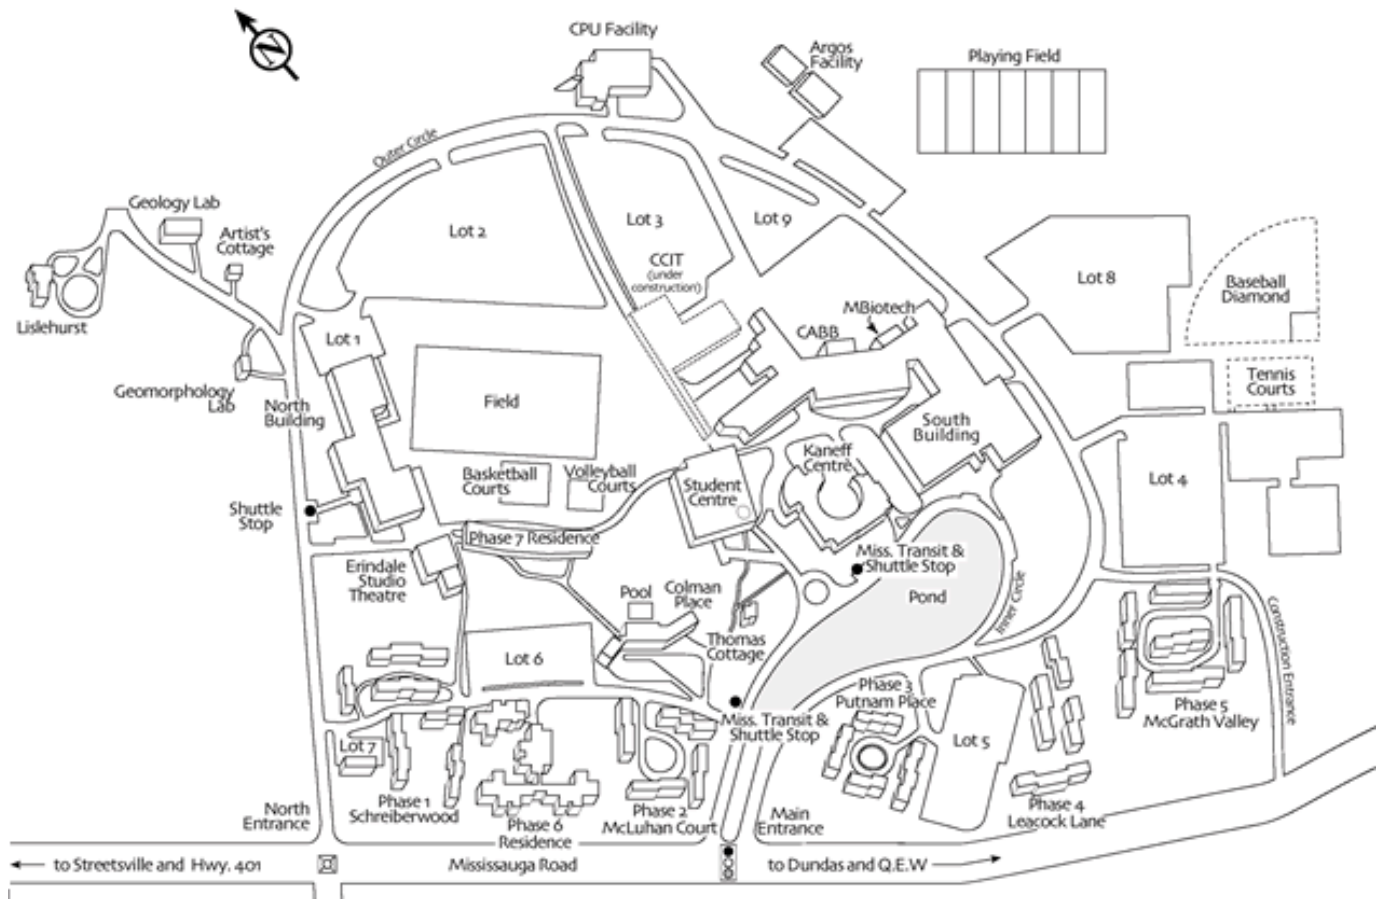 N
CPU Facility
Argos
Facility
Playing Field
Outer Circle
Geology Lab
Artist's
Cottage
Lot 2
Lot 3
Lot 9
CCIT
(under
construction)
Lot 8
Baseball
Diamond
Lislehurst
Lot 1
MBiotech
CABB
Geomorphology
Lab
North
Building
Field
Tennis
Courts
South
Building
Kaneff
Centre
Basketball
Courts
Volleyball
Courts
Student
Centre
Lot 4
Shuttle
Stop
Phase 7 Residence
Erindale
Studio
Theatre
Miss. Transit &
Shuttle Stop
Pool
Colman
Place
Pond
Inner Circle
Construction Entrance
Thomas
Cottage
Lot 6
Phase 3
Putnam Place
Phase 5
McGrath Valley
Miss. Transit &
Shuttle Stop
Lot 7
Lot 5
Phase 1
Schreiberwood
Phase 6
Residence
Phase 2
McLuhan Court
Phase 4
Leacock Lane
North
Entrance
Main
Entrance
to Streetsville and Hwy. 401
Mississauga Road
to Dundas and Q.E.W